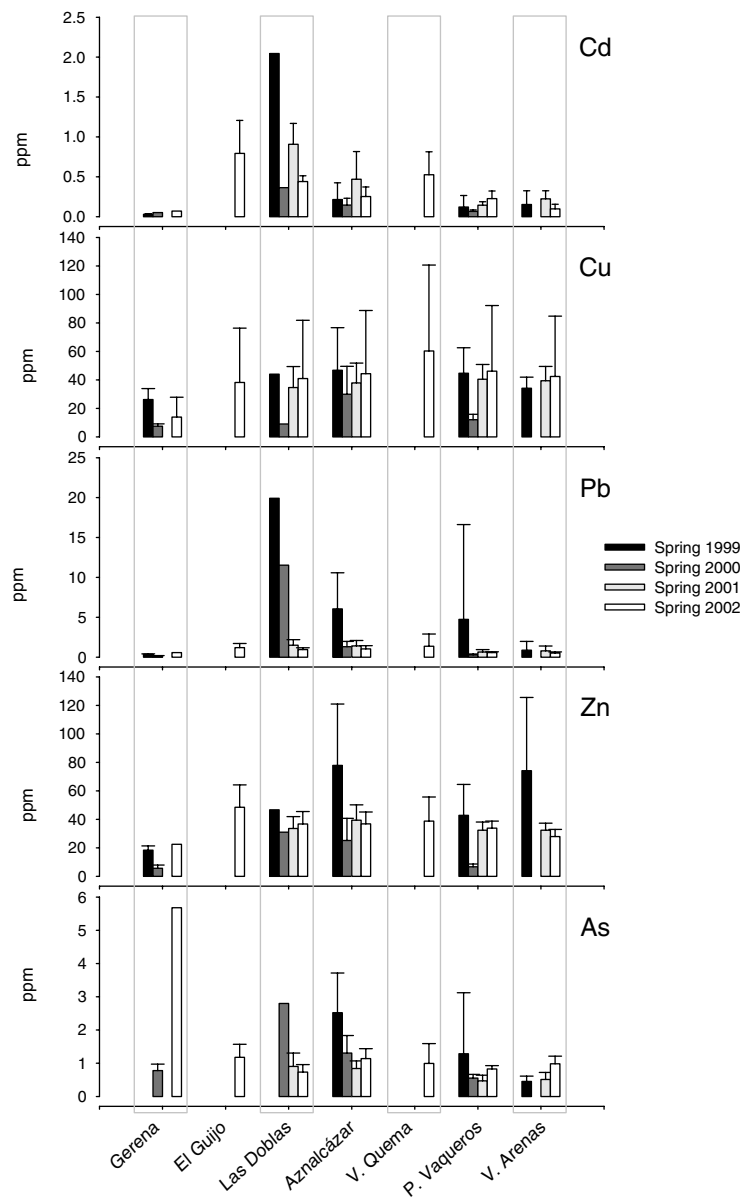 Cd
2.5
2.0
1.5
1.0
0.5
0.0
ppm
Cu
140
120
100
80
60
40
20
0
ppm
Pb
25
20
15
10
5
0
ppm
Spring 1999
Spring 2000
Spring 2001
Spring 2002
Zn
140
120
100
80
60
40
20
0
ppm
As
6
5
4
3
2
1
0
ppm
Gerena
El Guijo
Las Doblas
Aznalcázar
V. Quema
P. Vaqueros
V. Arenas